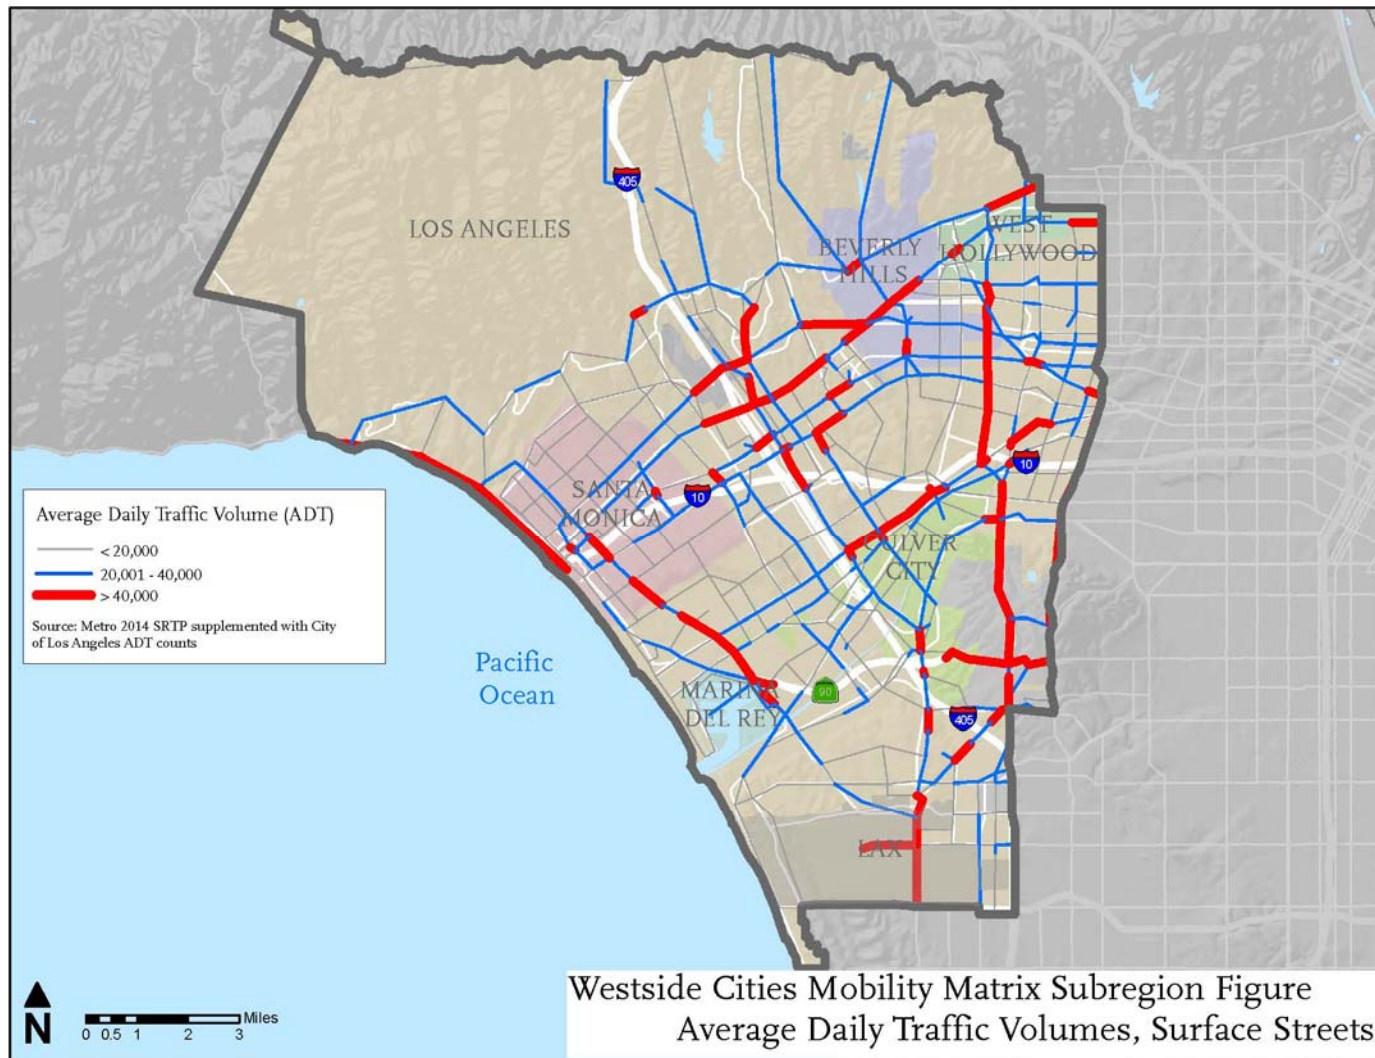 405
LOS ANGELES
WEST
HOLLYWOOD
BEVERLY
HILLS
10
SANTA
MONICA
10
Average Daily Traffic Volume (ADT)
< 20,000
20,001 - 40,000
> 40,000
Source: Metro 2014 SRTP supplemented with City
of Los Angeles ADT counts
CULVER
CITY
Pacific
Ocean
MARINA
DEL REY
90
405
LAX
N
0 0.5 1 2 3 Miles
Westside Cities Mobility Matrix Subregion Figure
Average Daily Traffic Volumes, Surface Streets